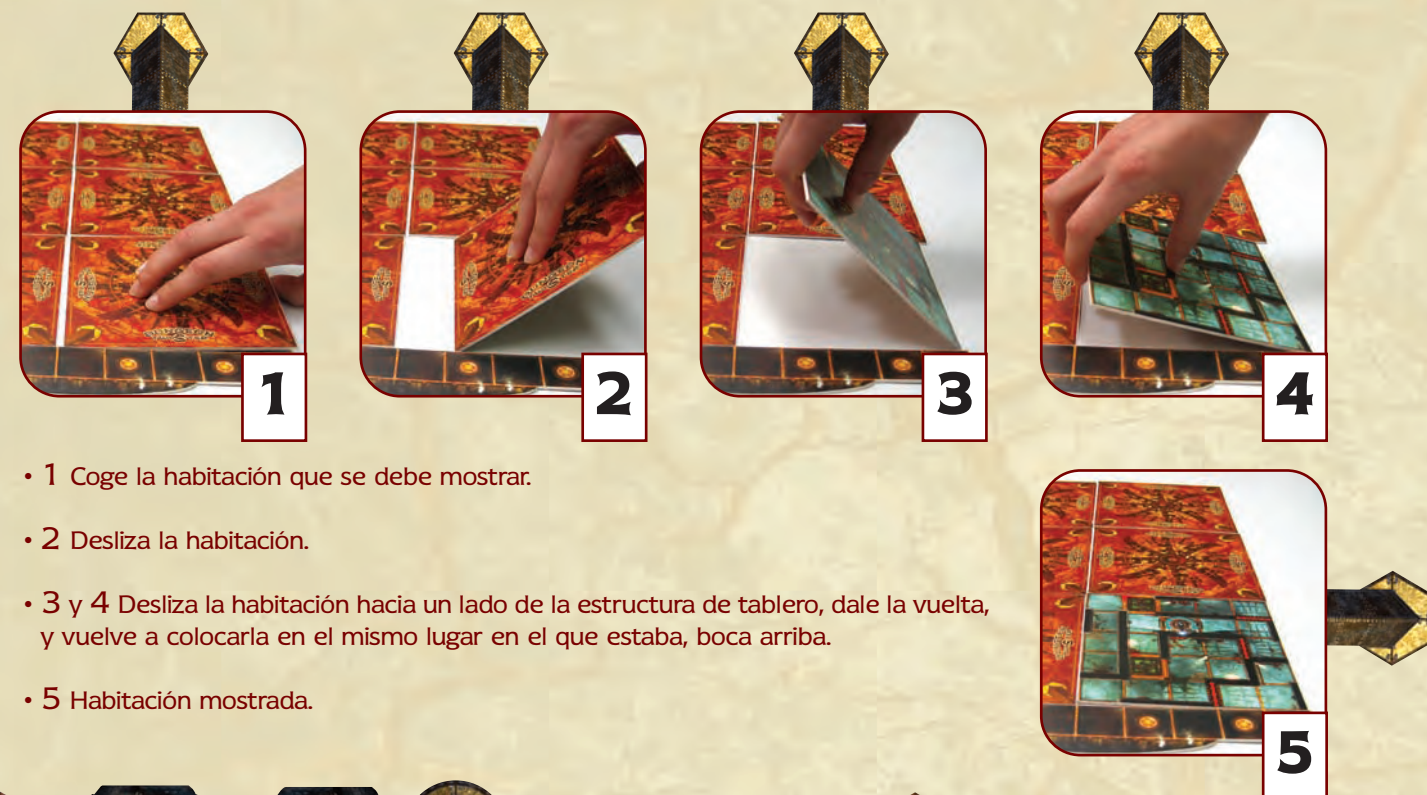 1
2
3
4
• 1 Coge la habitación que se debe mostrar.
• 2 Desliza la habitación.
• 3 y 4 Desliza la habitación hacia un lado de la estructura de tablero, dale la vuelta,
y vuelve a colocarla en el mismo lugar en el que estaba, boca arriba.
• 5 Habitación mostrada.
5